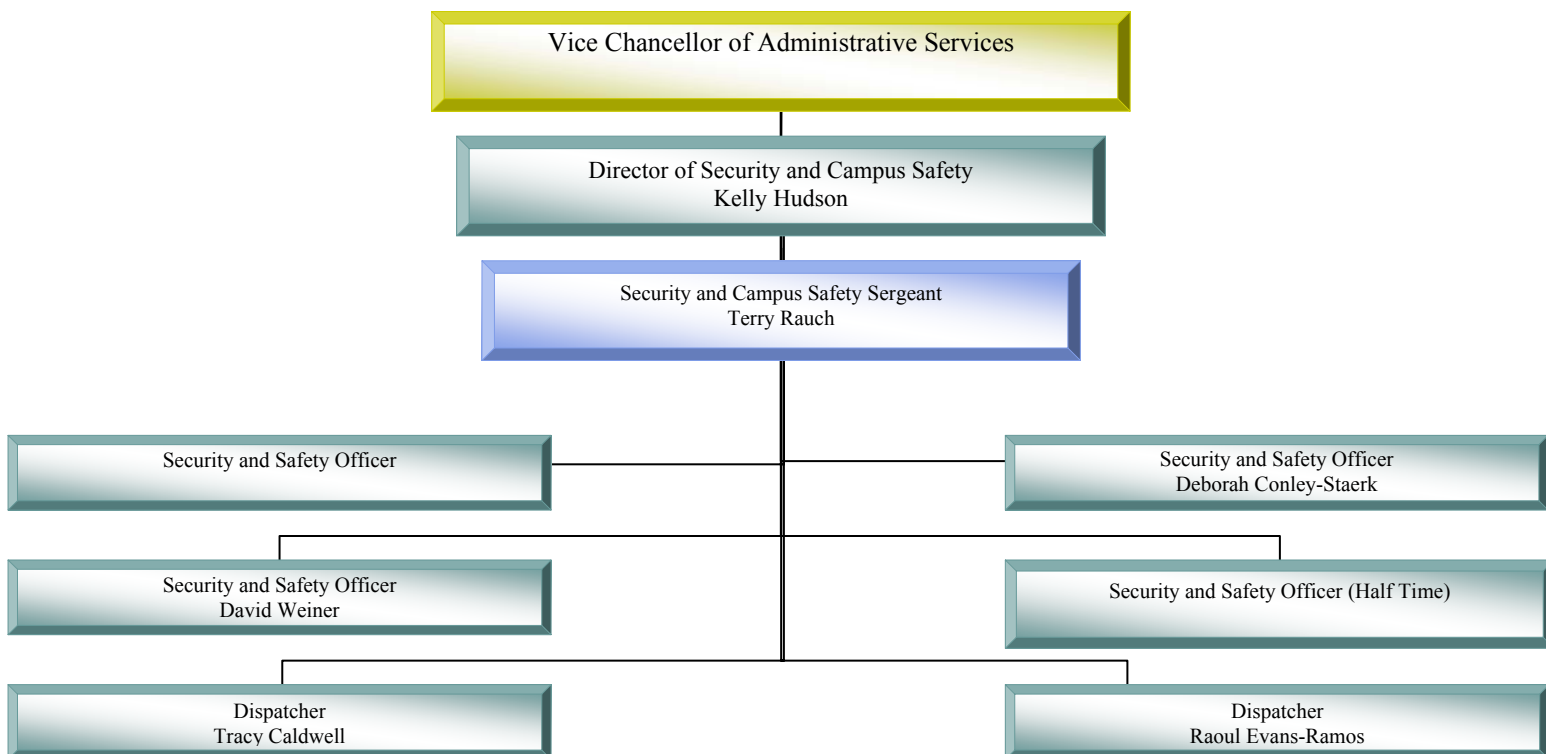 Vice Chancellor of Administrative Services
Director of Security and Campus Safety
Kelly Hudson
Security and Campus Safety Sergeant
Terry Rauch
Security and Safety Officer
Security and Safety Officer
Deborah Conley-Staerk
Security and Safety Officer
David Weiner
Security and Safety Officer (Half Time)
Dispatcher
Tracy Caldwell
Dispatcher
Raoul Evans-Ramos